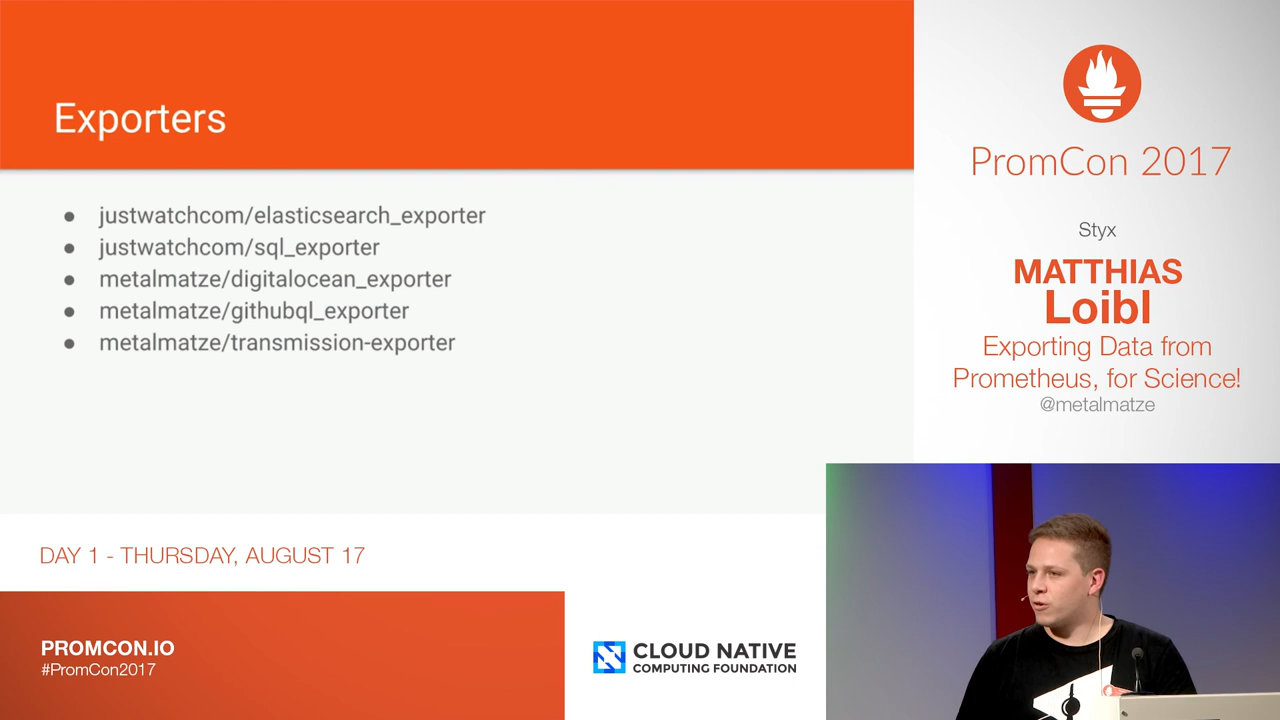 Exporters
● justwatchcom/elasticsearch_exporter
● justwatchcom/sql_exporter
● metalmatze/digitalocean_exporter
● metalmatze/githubql_exporter
● metalmatze/transmission-exporter
PromCon 2017
Styx
MATTHIAS
Loibl
Exporting Data from
Prometheus, for Science!
@metalmatze
DAY 1 - THURSDAY, AUGUST 17
PROMCON.IO
#PromCon2017
CLOUD NATIVE
COMPUTING FOUNDATION